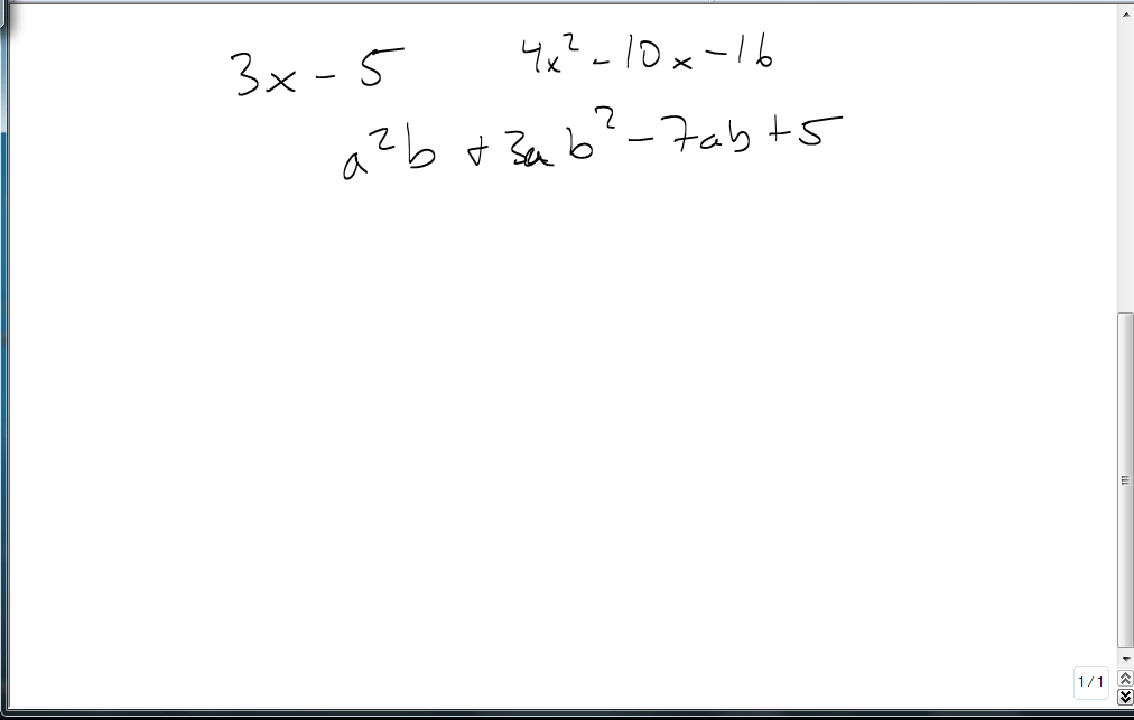 3x - 5 4x² - 10x - 16
a²b + 3ab² - 7ab + 5
1/1